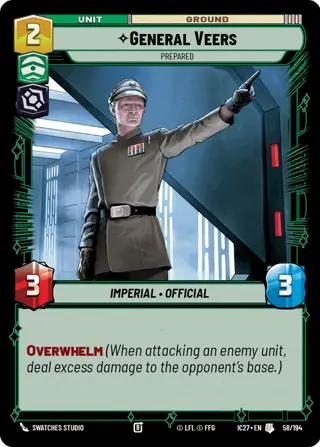 UNIT
GROUND
2
GENERAL VEERS
PREPARED
3
IMPERIAL • OFFICIAL
3
OVERWHELM (When attacking an enemy unit,
deal excess damage to the opponent's base.)
SWATCHES STUDIO
© LFL © FFG
IC27 • EN
58/194